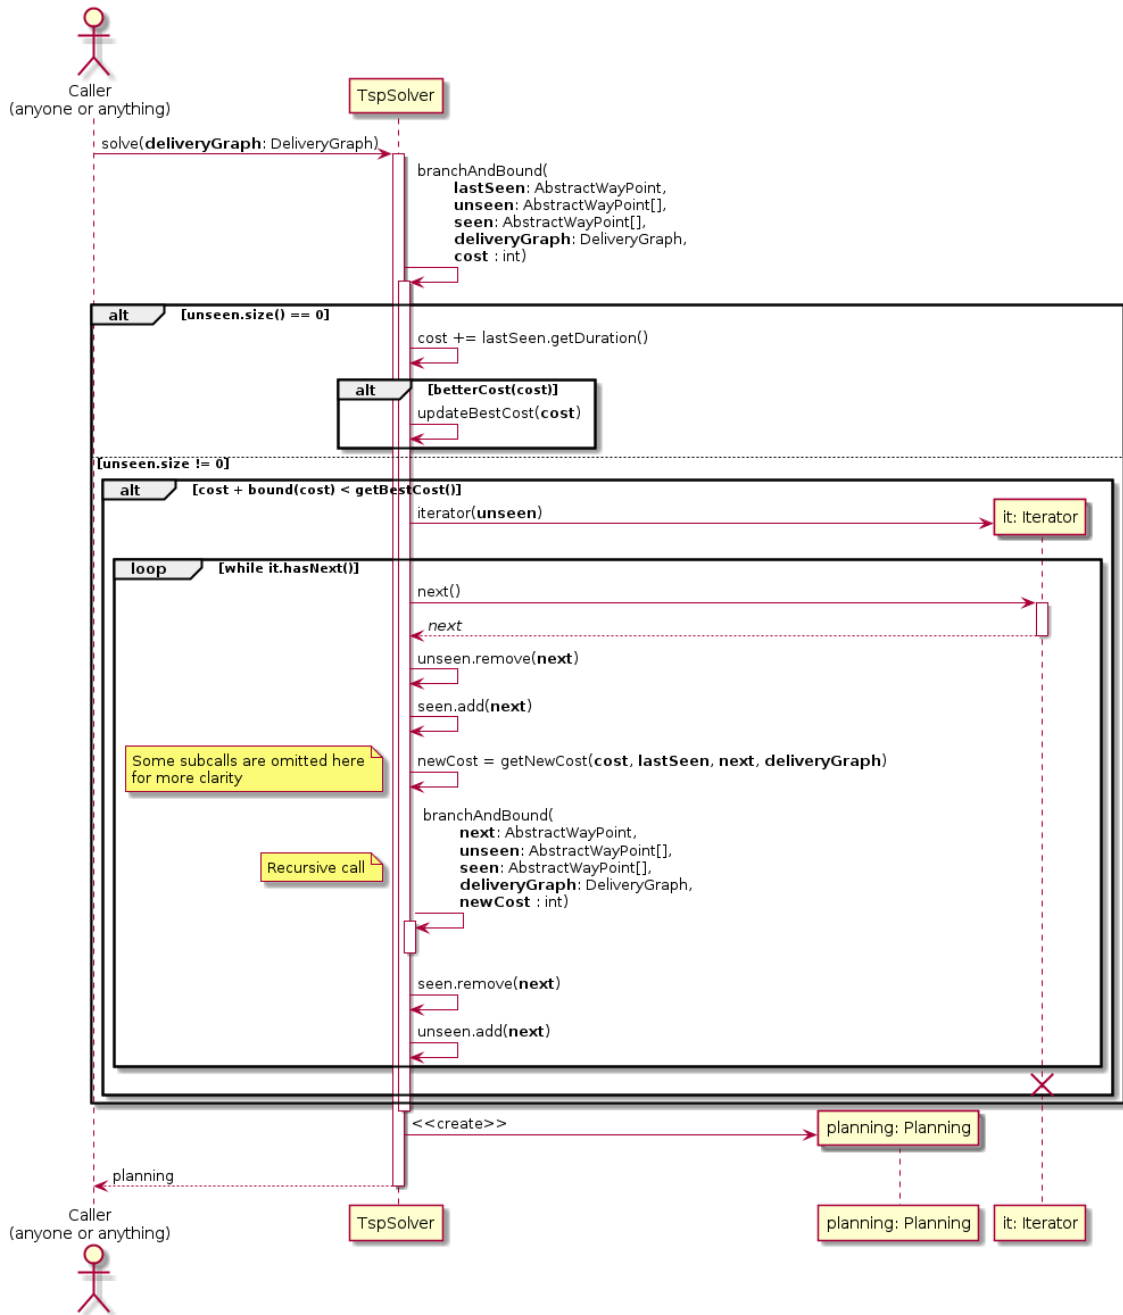 Caller
(anyone or anything)
TspSolver
solve(deliveryGraph: DeliveryGraph)
branchAndBound(
lastSeen: AbstractWayPoint,
unseen: AbstractWayPoint[],
seen: AbstractWayPoint[],
deliveryGraph: DeliveryGraph,
cost : int)
alt [unseen.size() == 0]
cost += lastSeen.getDuration()
alt [betterCost(cost)]
updateBestCost(cost)
[unseen.size != 0]
alt [cost + bound(cost) < getBestCost()]
iterator(unseen)
it: Iterator
loop [while it.hasNext()]
next()
next
unseen.remove(next)
seen.add(next)
Some subcalls are omitted here
for more clarity
newCost = getNewCost(cost, lastSeen, next, deliveryGraph)
branchAndBound(
next: AbstractWayPoint,
unseen: AbstractWayPoint[],
seen: AbstractWayPoint[],
deliveryGraph: DeliveryGraph,
newCost : int)
Recursive call
seen.remove(next)
unseen.add(next)
<<create>>
planning: Planning
planning
Caller
(anyone or anything)
TspSolver
planning: Planning
it: Iterator